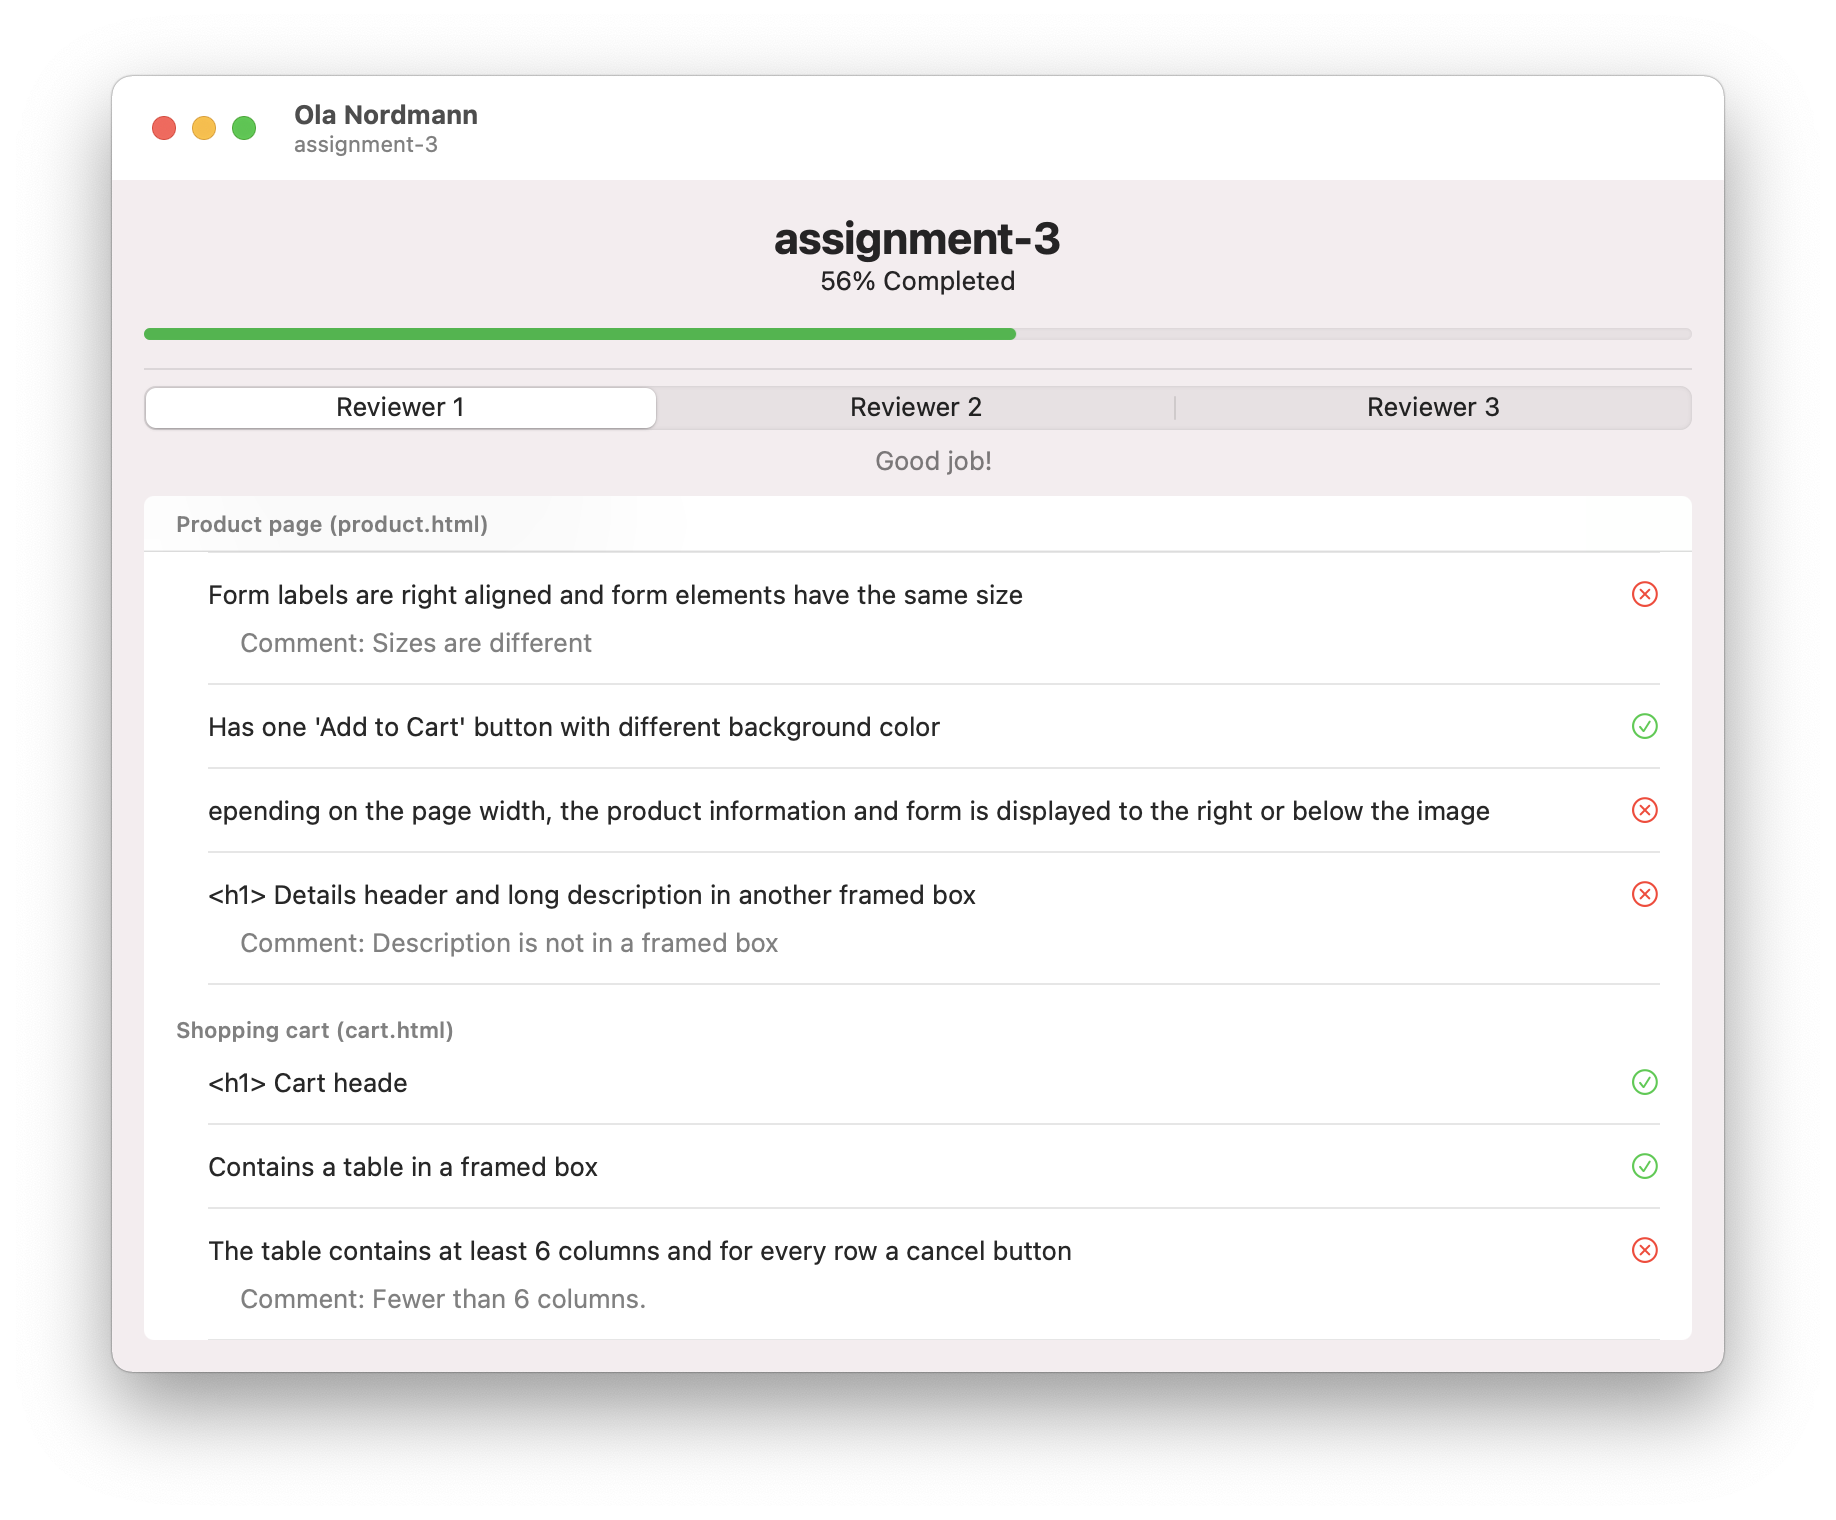 Ola Nordmann
assignment-3
assignment-3
56% Completed
Reviewer 1
Reviewer 2
Reviewer 3
Good job!
Product page (product.html)
Form labels are right aligned and form elements have the same size
Comment: Sizes are different
Has one 'Add to Cart' button with different background color
epending on the page width, the product information and form is displayed to the right or below the image
<h1> Details header and long description in another framed box
Comment: Description is not in a framed box
Shopping cart (cart.html)
<h1> Cart heade
Contains a table in a framed box
The table contains at least 6 columns and for every row a cancel button
Comment: Fewer than 6 columns.